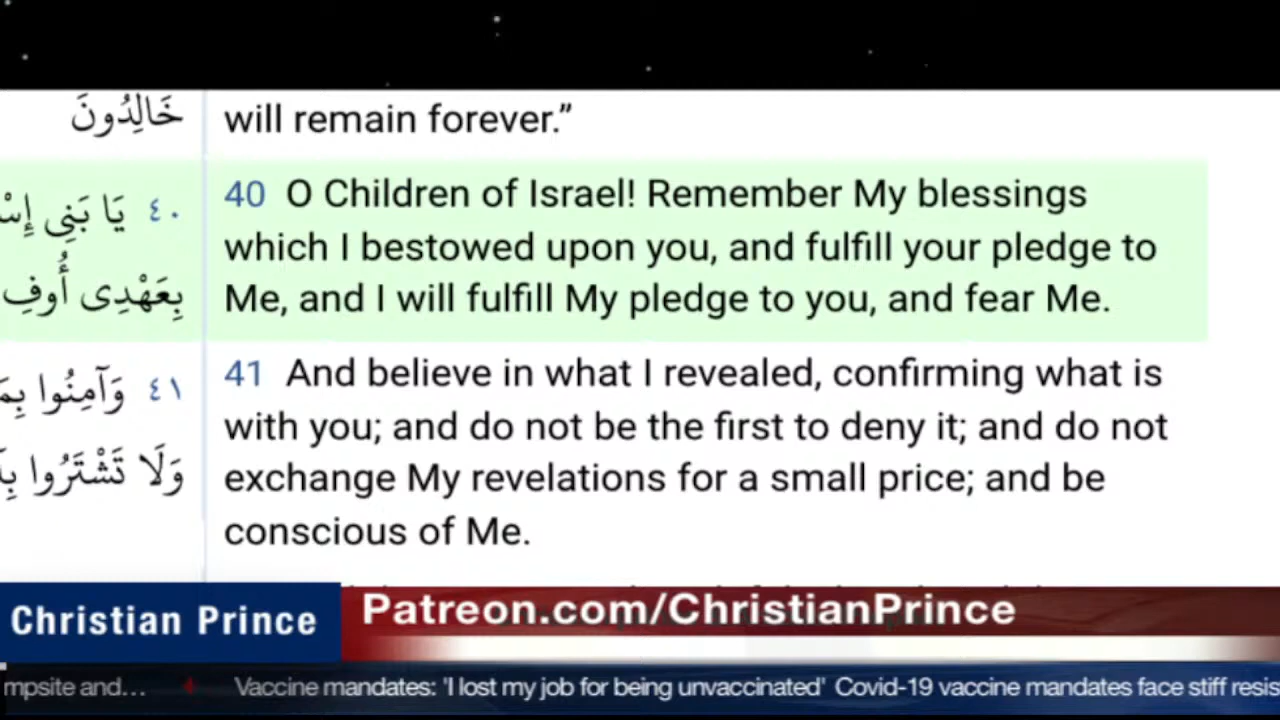 خَالِدُونَ
will remain forever.”
٤٠ يَا بَنِي
40 O Children of Israel! Remember My blessings
which I bestowed upon you, and fulfill your pledge to
بِعَهْدِي أُوفِ
Me, and I will fulfill My pledge to you, and fear Me.
٤١ وَآمِنُوا
41 And believe in what I revealed, confirming what is
with you; and do not be the first to deny it; and do not
وَلَا تَشْتَرُوا
exchange My revelations for a small price; and be
conscious of Me.
Christian Prince
Patreon.com/ChristianPrince
and... Vaccine mandates: 'I lost my job for being unvaccinated' Covid-19 vaccine mandates face stiff